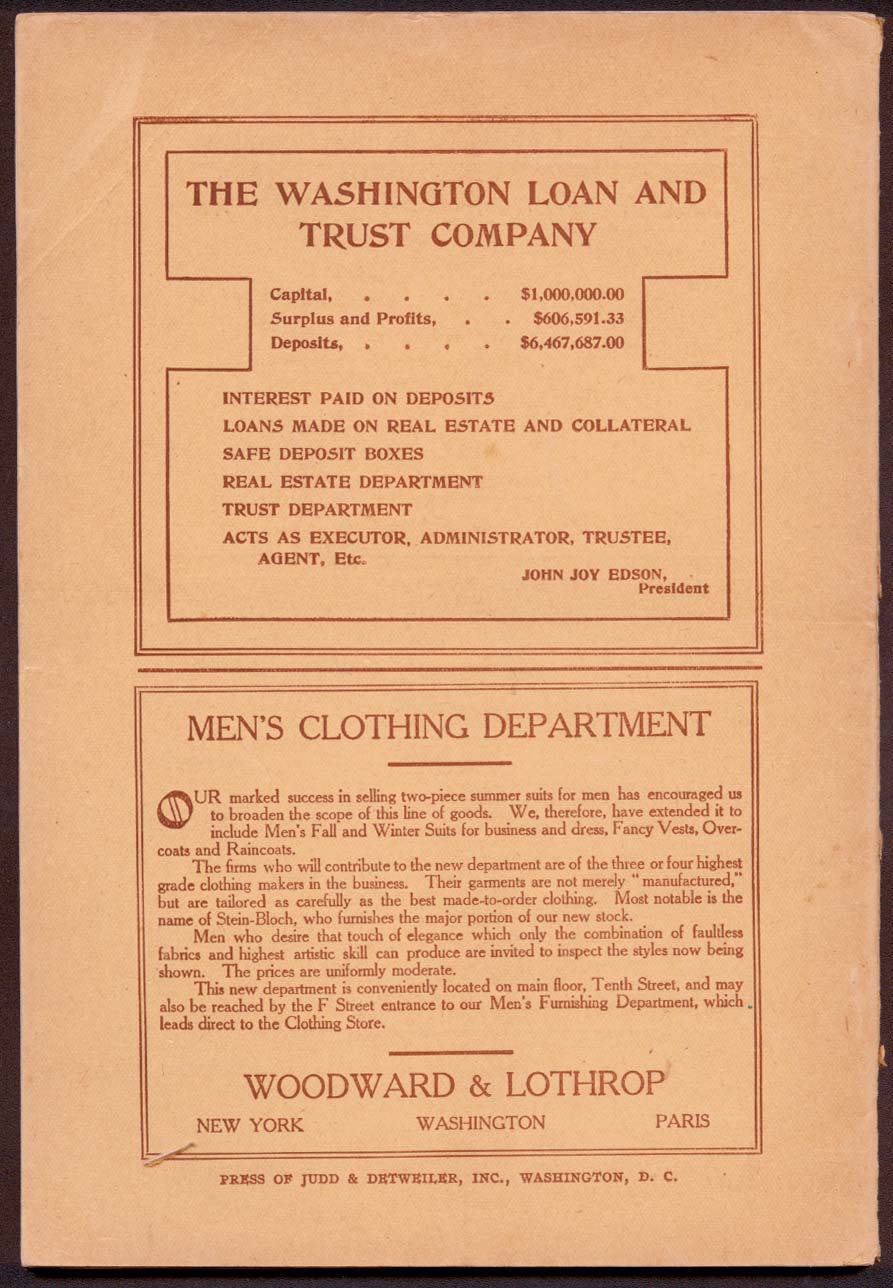 THE WASHINGTON LOAN AND
TRUST COMPANY
Capital, . . . . $1,000,000.00
Surplus and Profits, . . $606,591.33
Deposits, . . . . $6,467,687.00
INTEREST PAID ON DEPOSITS
LOANS MADE ON REAL ESTATE AND COLLATERAL
SAFE DEPOSIT BOXES
REAL ESTATE DEPARTMENT
TRUST DEPARTMENT
ACTS AS EXECUTOR, ADMINISTRATOR, TRUSTEE,
AGENT, Etc.
JOHN JOY EDSON,
President
MEN'S CLOTHING DEPARTMENT
OUR marked success in selling two-piece summer suits for men has encouraged us
to broaden the scope of this line of goods. We, therefore, have extended it to
include Men's Fall and Winter Suits for business and dress, Fancy Vests, Over-
coats and Raincoats.
The firms who will contribute to the new department are of the three or four highest
grade clothing makers in the business. Their garments are not merely "manufactured,"
but are tailored as carefully as the best made-to-order clothing. Most notable is the
name of Stein-Bloch, who furnishes the major portion of our new stock.
Men who desire that touch of elegance which only the combination of faultless
fabrics and highest artistic skill can produce are invited to inspect the styles now being
shown. The prices are uniformly moderate.
This new department is conveniently located on main floor, Tenth Street, and may
also be reached by the F Street entrance to our Men's Furnishing Department, which
leads direct to the Clothing Store.
WOODWARD & LOTHROP
NEW YORK WASHINGTON PARIS
PRESS OF JUDD & DETWEILER, INC., WASHINGTON, D. C.